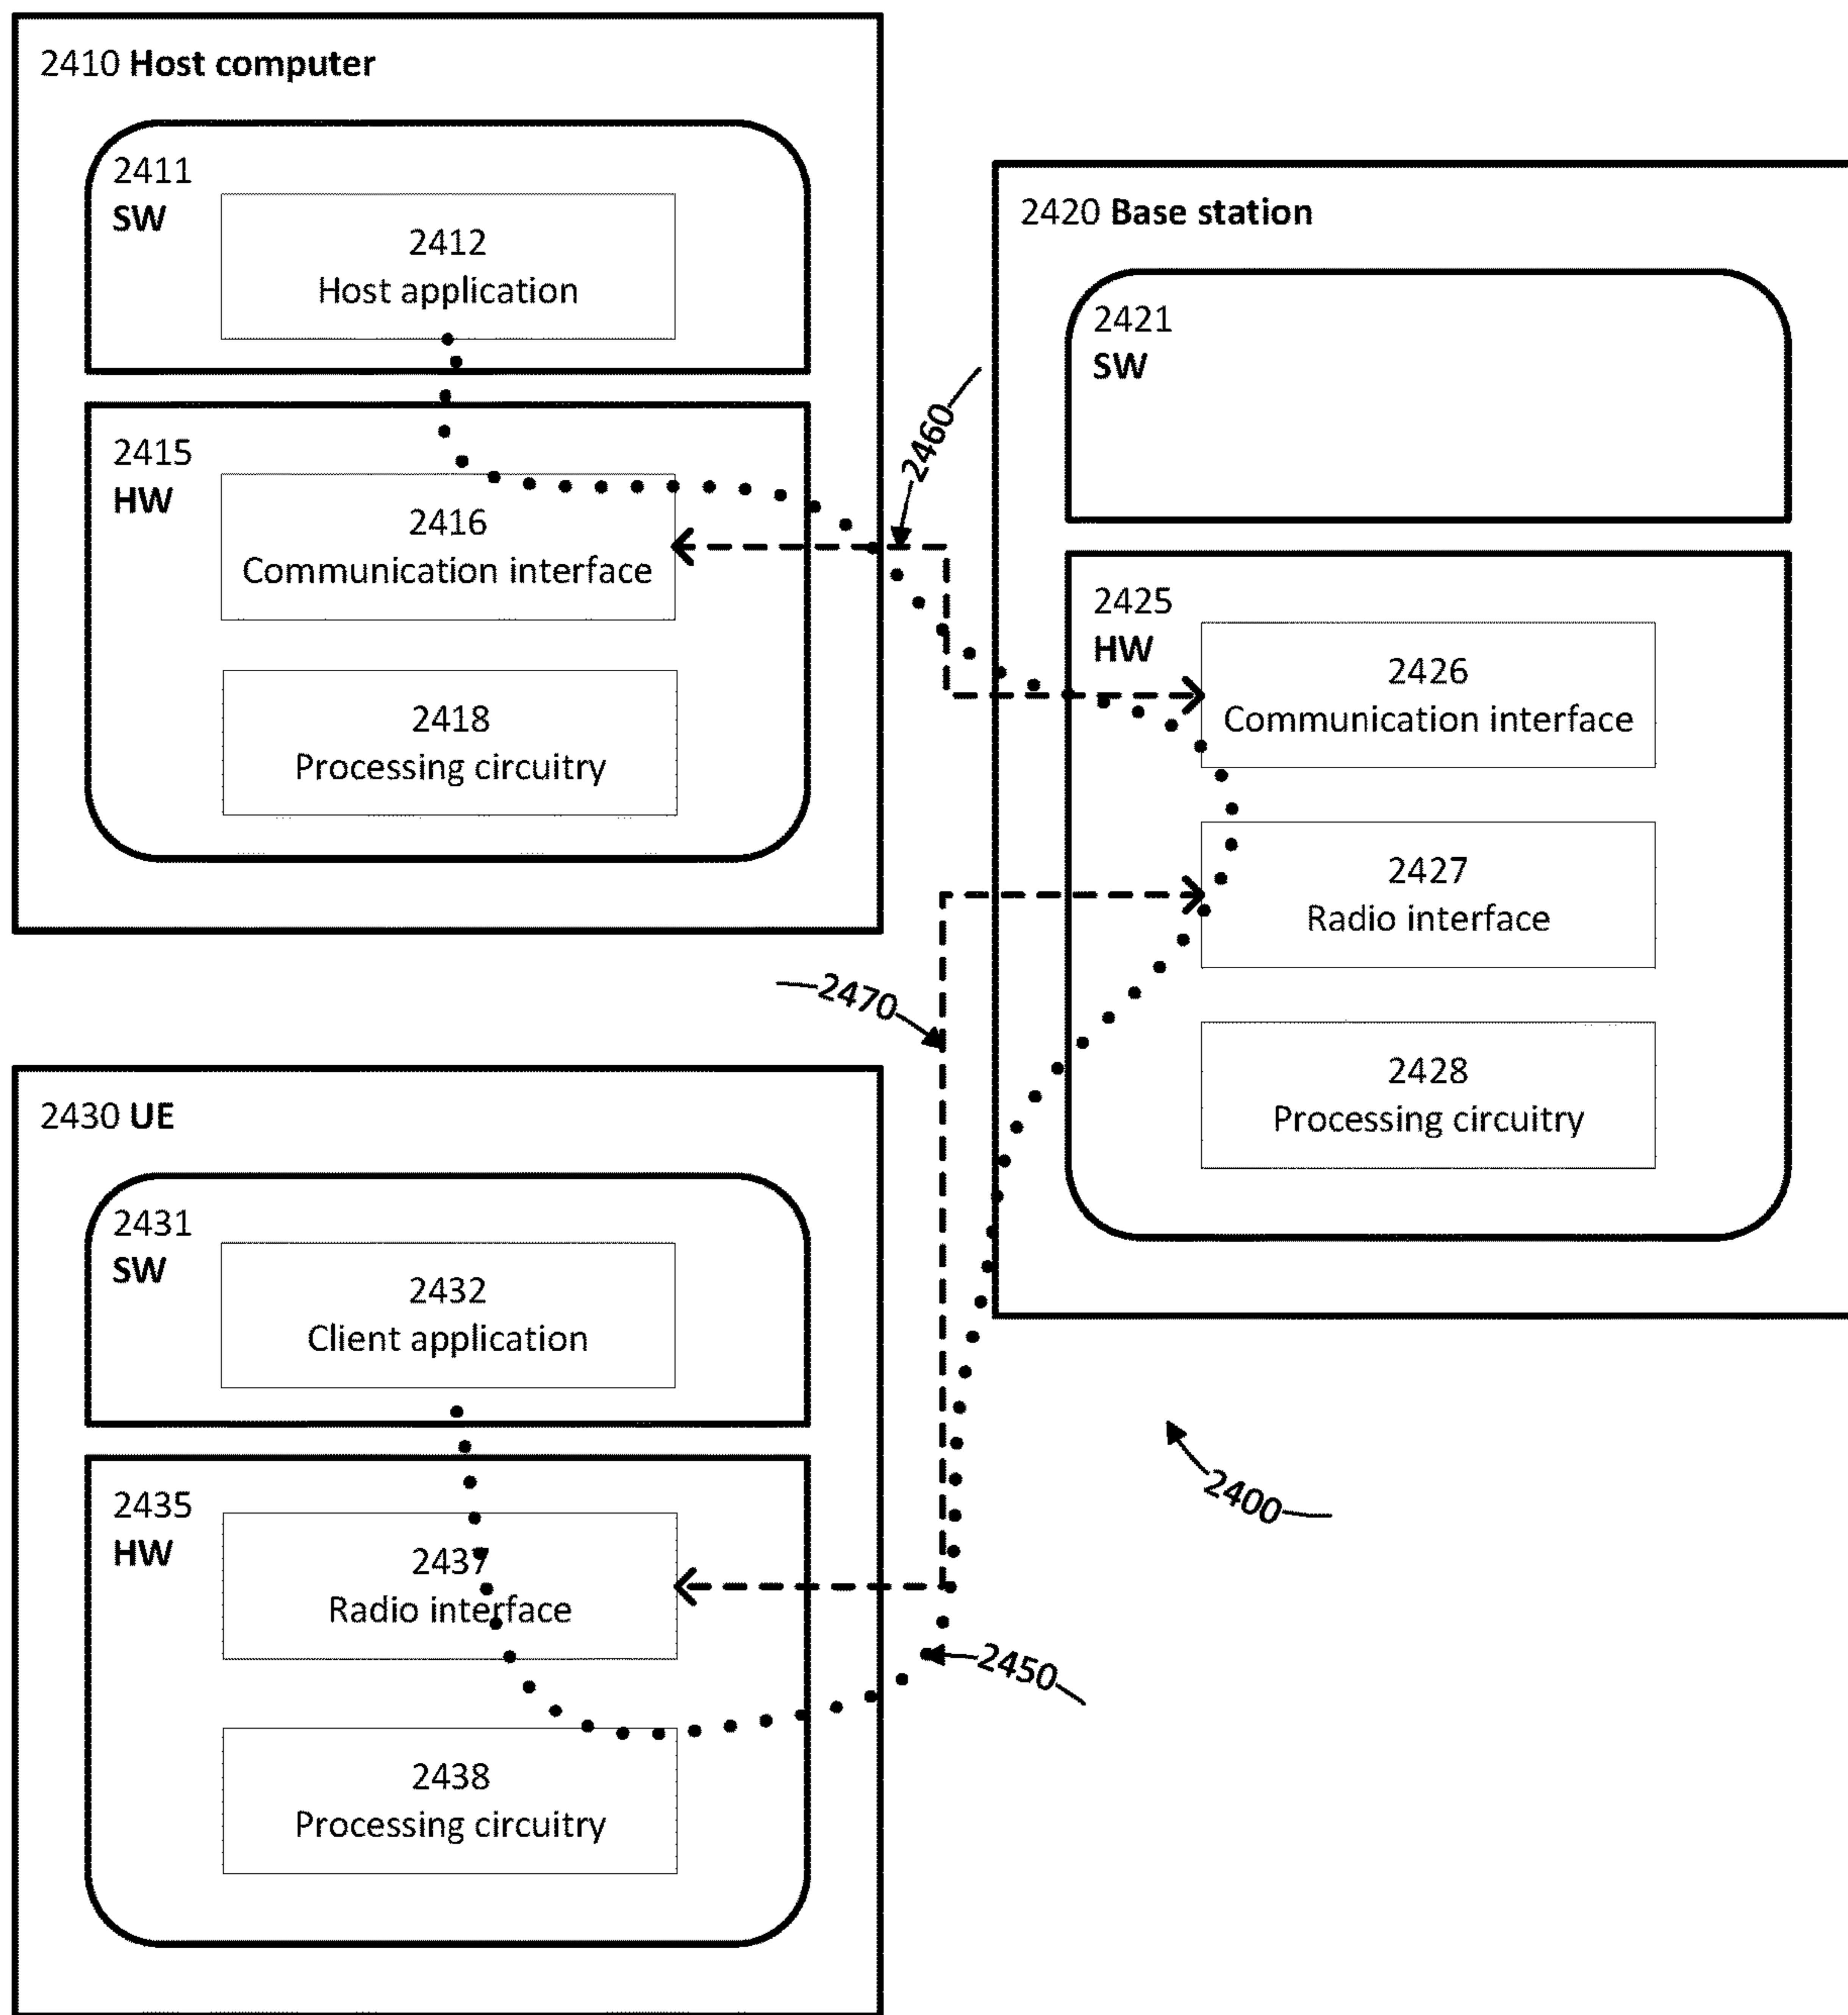 2410 Host computer
2411
SW
2412
Host application
2415
HW
2416
Communication interface
2418
Processing circuitry
2460
2420 Base station
2421
SW
2425
HW
2426
Communication interface
2427
Radio interface
2428
Processing circuitry
2470
2430 UE
2431
SW
2432
Client application
2435
HW
2437
Radio interface
2438
Processing circuitry
2400
2450